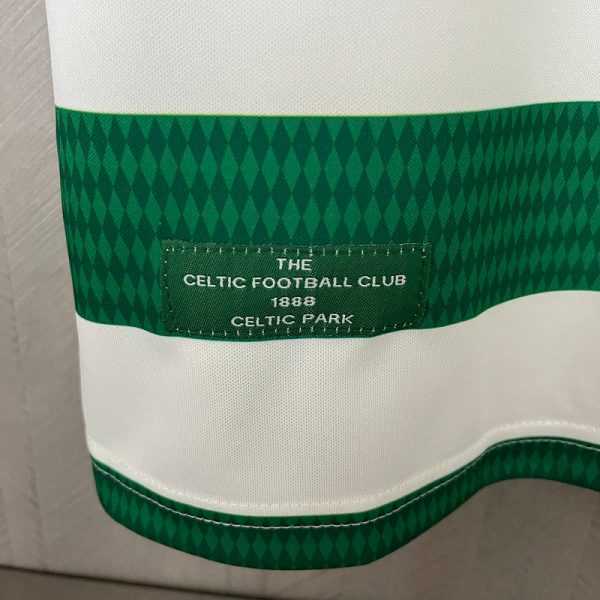 THE
CELTIC FOOTBALL CLUB
1888
CELTIC PARK